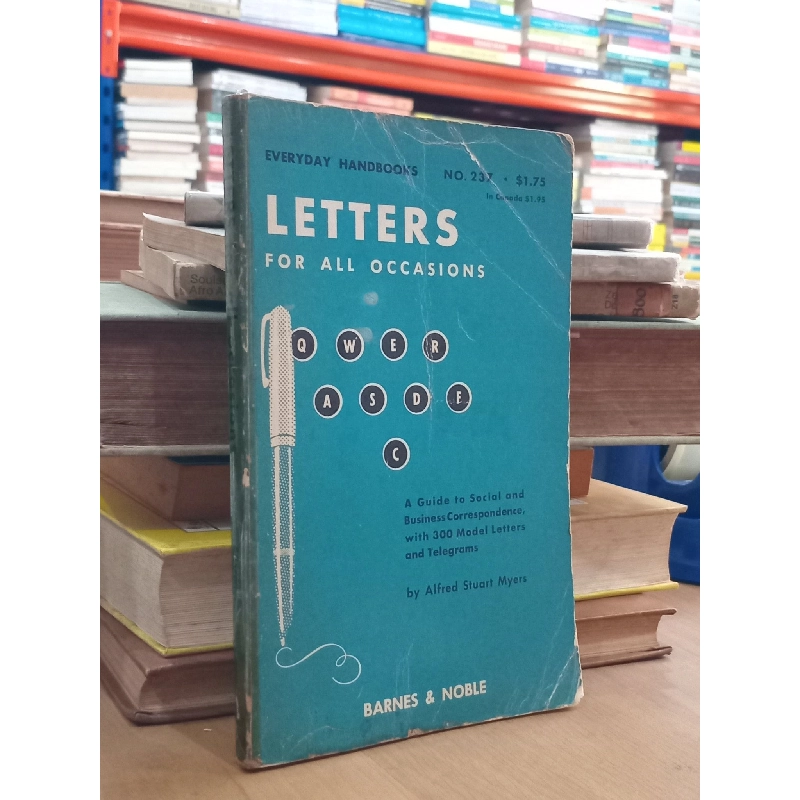 EVERYDAY HANDBOOKS NO. 237 • $1.75
In Canada $1.95
LETTERS
FOR ALL OCCASIONS
Q W E R
A S D F
C
A Guide to Social and
Business Correspondence,
with 300 Model Letters
and Telegrams
by Alfred Stuart Myers
BARNES & NOBLE